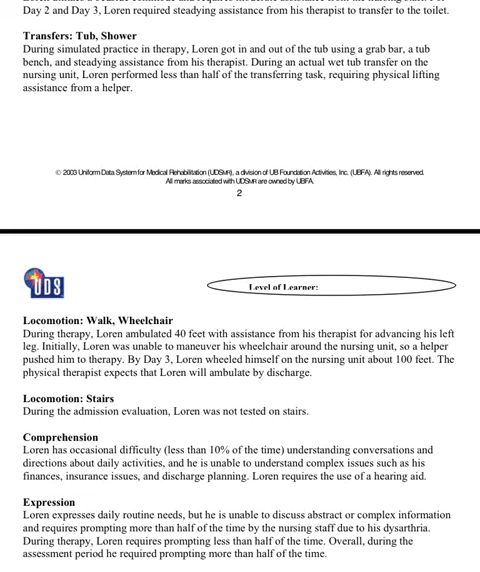 Day 2 and Day 3, Loren required steadying assistance from his therapist to transfer to the toilet.
Transfers: Tub, Shower
During simulated practice in therapy, Loren got in and out of the tub using a grab bar, a tub
bench, and steadying assistance from his therapist. During an actual wet tub transfer on the
nursing unit, Loren performed less than half of the transferring task, requiring physical lifting
assistance from a helper.
© 2003 Uniform Data System for Medical Rehabilitation (UDSMR), a division of UB Foundation Activities, Inc. (UBFA). All rights reserved.
All marks associated with UDSMR are owned by UBFA.
2
UDS
Level of Learner:
Locomotion: Walk, Wheelchair
During therapy, Loren ambulated 40 feet with assistance from his therapist for advancing his left
leg. Initially, Loren was unable to maneuver his wheelchair around the nursing unit, so a helper
pushed him to therapy. By Day 3, Loren wheeled himself on the nursing unit about 100 feet. The
physical therapist expects that Loren will ambulate by discharge.
Locomotion: Stairs
During the admission evaluation, Loren was not tested on stairs.
Comprehension
Loren has occasional difficulty (less than 10% of the time) understanding conversations and
directions about daily activities, and he is unable to understand complex issues such as his
finances, insurance issues, and discharge planning. Loren requires the use of a hearing aid.
Expression
Loren expresses daily routine needs, but he is unable to discuss abstract or complex information
and requires prompting more than half of the time by the nursing staff due to his dysarthria.
During therapy, Loren requires prompting less than half of the time. Overall, during the
assessment period he required prompting more than half of the time.